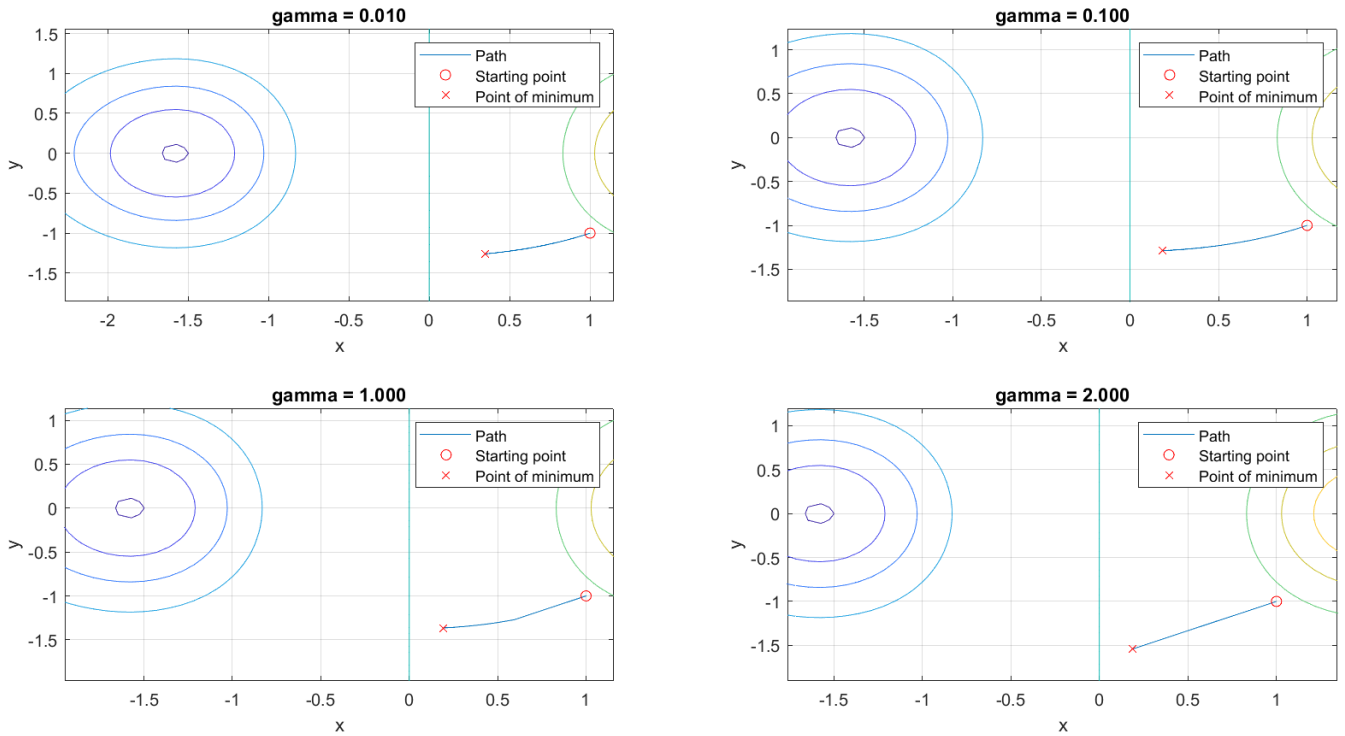 gamma = 0.010
1.5
1
0.5
0
-0.5
-1
-1.5
y
-2
-1.5
-1
-0.5
0
0.5
1
x
Path
Starting point
Point of minimum
gamma = 0.100
1
0.5
0
-0.5
-1
-1.5
y
-1.5
-1
-0.5
0
0.5
1
x
Path
Starting point
Point of minimum
gamma = 1.000
1
0.5
0
-0.5
-1
-1.5
y
-1.5
-1
-0.5
0
0.5
1
x
Path
Starting point
Point of minimum
gamma = 2.000
1
0.5
0
-0.5
-1
-1.5
y
-1.5
-1
-0.5
0
0.5
1
x
Path
Starting point
Point of minimum